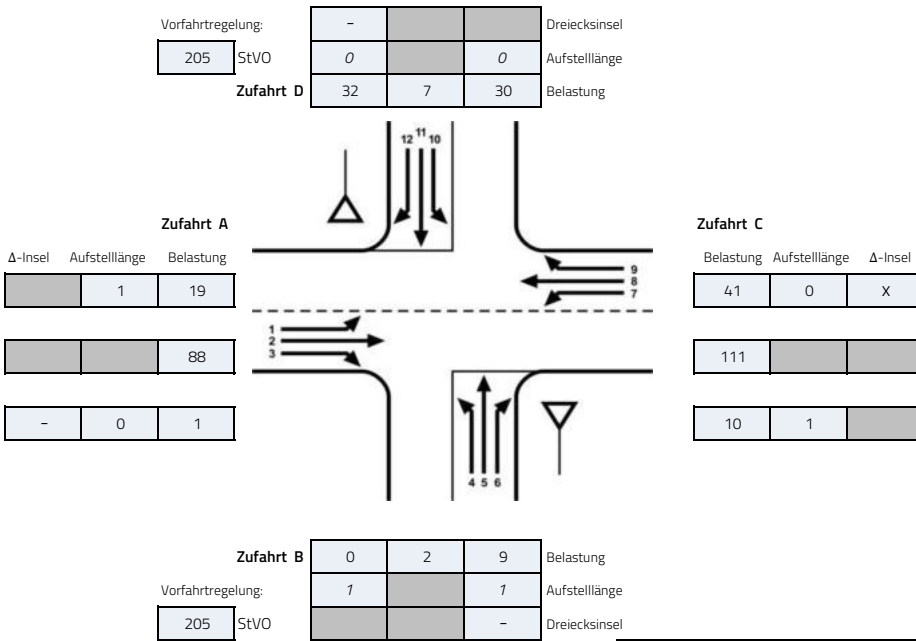 Vorfahrtregelung: - Dreiecksinsel
205 StVO 0 0 Aufstelllänge
Zufahrt D 32 7 30 Belastung
12 11 10
Zufahrt A Zufahrt C
Δ-Insel Aufstelllänge Belastung Belastung Aufstelllänge Δ-Insel
1 19 9 41 0 X
8
7
1
2 88 111
3
- 0 1 10 1
4 5 6
Zufahrt B 0 2 9 Belastung
Vorfahrtregelung: 1 1 Aufstelllänge
205 StVO - Dreiecksinsel